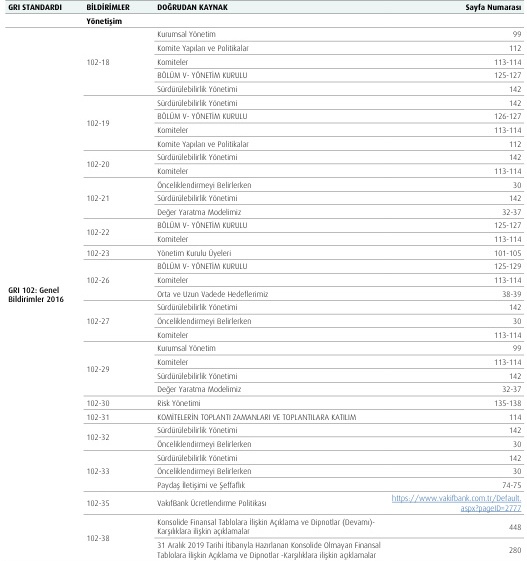 GRI STANDARDI BİLDİRİMLER DOĞRUDAN KAYNAK Sayfa Numarası
Yönetişim
GRI 102: Genel
Bildirimler 2016
102-18
Kurumsal Yönetim 99
Komite Yapıları ve Politikalar 112
Komiteler 113-114
BÖLÜM V- YÖNETİM KURULU 125-127
Sürdürülebilirlik Yönetimi 142
102-19
Sürdürülebilirlik Yönetimi 142
BÖLÜM V- YÖNETİM KURULU 126-127
Komiteler 113-114
Komite Yapıları ve Politikalar 112
102-20
Sürdürülebilirlik Yönetimi 142
Komiteler 113-114
102-21
Önceliklendirmeyi Belirlerken 30
Sürdürülebilirlik Yönetimi 142
Değer Yaratma Modelimiz 32-37
102-22
BÖLÜM V- YÖNETİM KURULU 125-127
Komiteler 113-114
102-23 Yönetim Kurulu Üyeleri 101-105
102-26
BÖLÜM V- YÖNETİM KURULU 125-129
Komiteler 113-114
Orta ve Uzun Vadede Hedeflerimiz 38-39
102-27
Sürdürülebilirlik Yönetimi 142
Önceliklendirmeyi Belirlerken 30
Komiteler 113-114
102-29
Kurumsal Yönetim 99
Komiteler 113-114
Sürdürülebilirlik Yönetimi 142
Değer Yaratma Modelimiz 32-37
102-30 Risk Yönetimi 135-138
102-31 KOMİTELERİN TOPLANTI ZAMANLARI VE TOPLANTILARA KATILIM 114
102-32
Sürdürülebilirlik Yönetimi 142
Önceliklendirmeyi Belirlerken 30
102-33
Sürdürülebilirlik Yönetimi 142
Önceliklendirmeyi Belirlerken 30
Paydaş İletişimi ve Şeffaflık 74-75
102-35 VakıfBank Ücretlendirme Politikası https://www.vakifbank.com.tr/Default.
aspx?pageID=2777
102-38
Konsolide Finansal Tablolara İlişkin Açıklama ve Dipnotlar (Devamı)-
Karşılıklara ilişkin açıklamalar 448
31 Aralık 2019 Tarihi İtibarıyla Hazırlanan Konsolide Olmayan Finansal
Tablolara İlişkin Açıklama ve Dipnotlar -Karşılıklara ilişkin açıklamalar 280